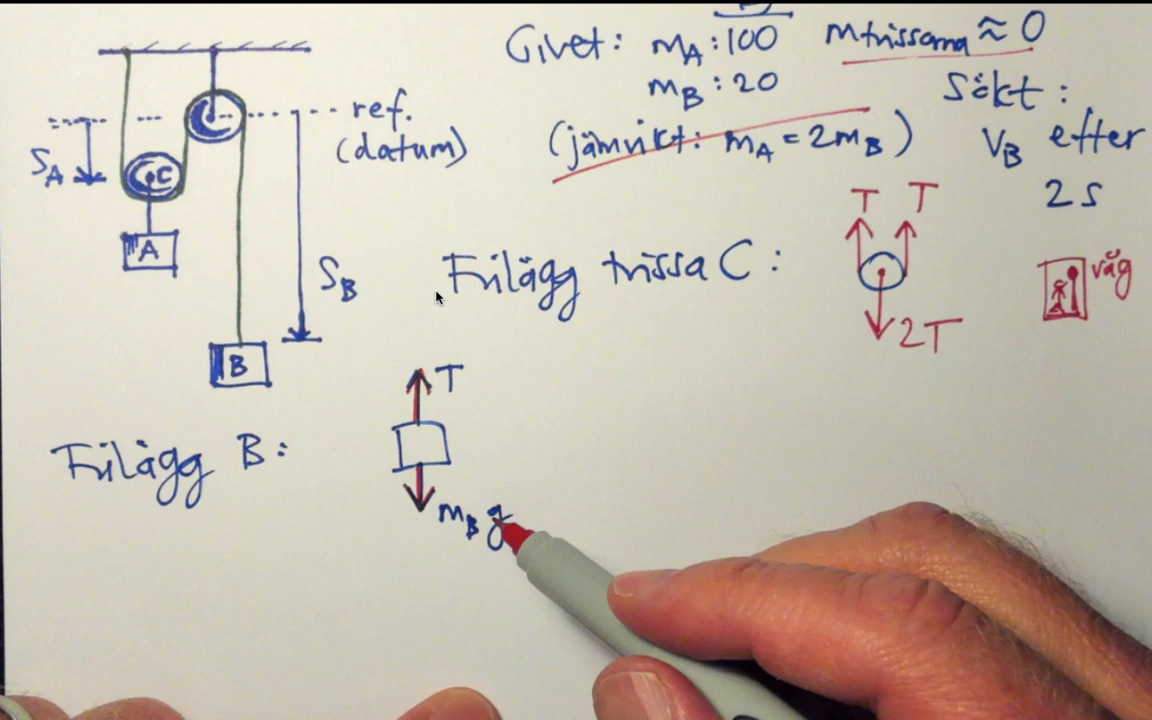 Givet: mA : 100 mtrissorna ≈ 0
mB : 20
Sökt :
(jämvikt: mA = 2mB)
VB efter
2 s
ref.
(datum)
SA
C
A
SB
B
Frilägg trissa C :
T T
2T
våg
Frilägg B :
T
mB g